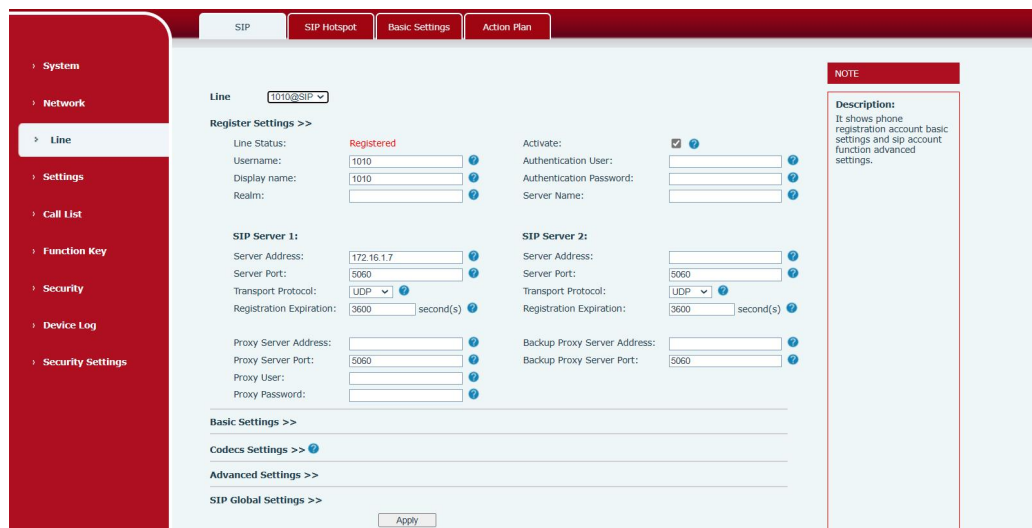 SIP SIP Hotspot Basic Settings Action Plan
› System
› Network
> Line
› Settings
› Call List
› Function Key
› Security
› Device Log
› Security Settings
Line 1010@SIP
Register Settings >>
Line Status: Registered Activate:
Username: 1010 Authentication User:
Display name: 1010 Authentication Password:
Realm: Server Name:
SIP Server 1: SIP Server 2:
Server Address: 172.16.1.7 Server Address:
Server Port: 5060 Server Port: 5060
Transport Protocol: UDP Transport Protocol: UDP
Registration Expiration: 3600 second(s) Registration Expiration: 3600 second(s)
Proxy Server Address: Backup Proxy Server Address:
Proxy Server Port: 5060 Backup Proxy Server Port: 5060
Proxy User:
Proxy Password:
Basic Settings >>
Codecs Settings >>
Advanced Settings >>
SIP Global Settings >>
Apply
NOTE
Description:
It shows phone
registration account basic
settings and sip account
function advanced
settings.